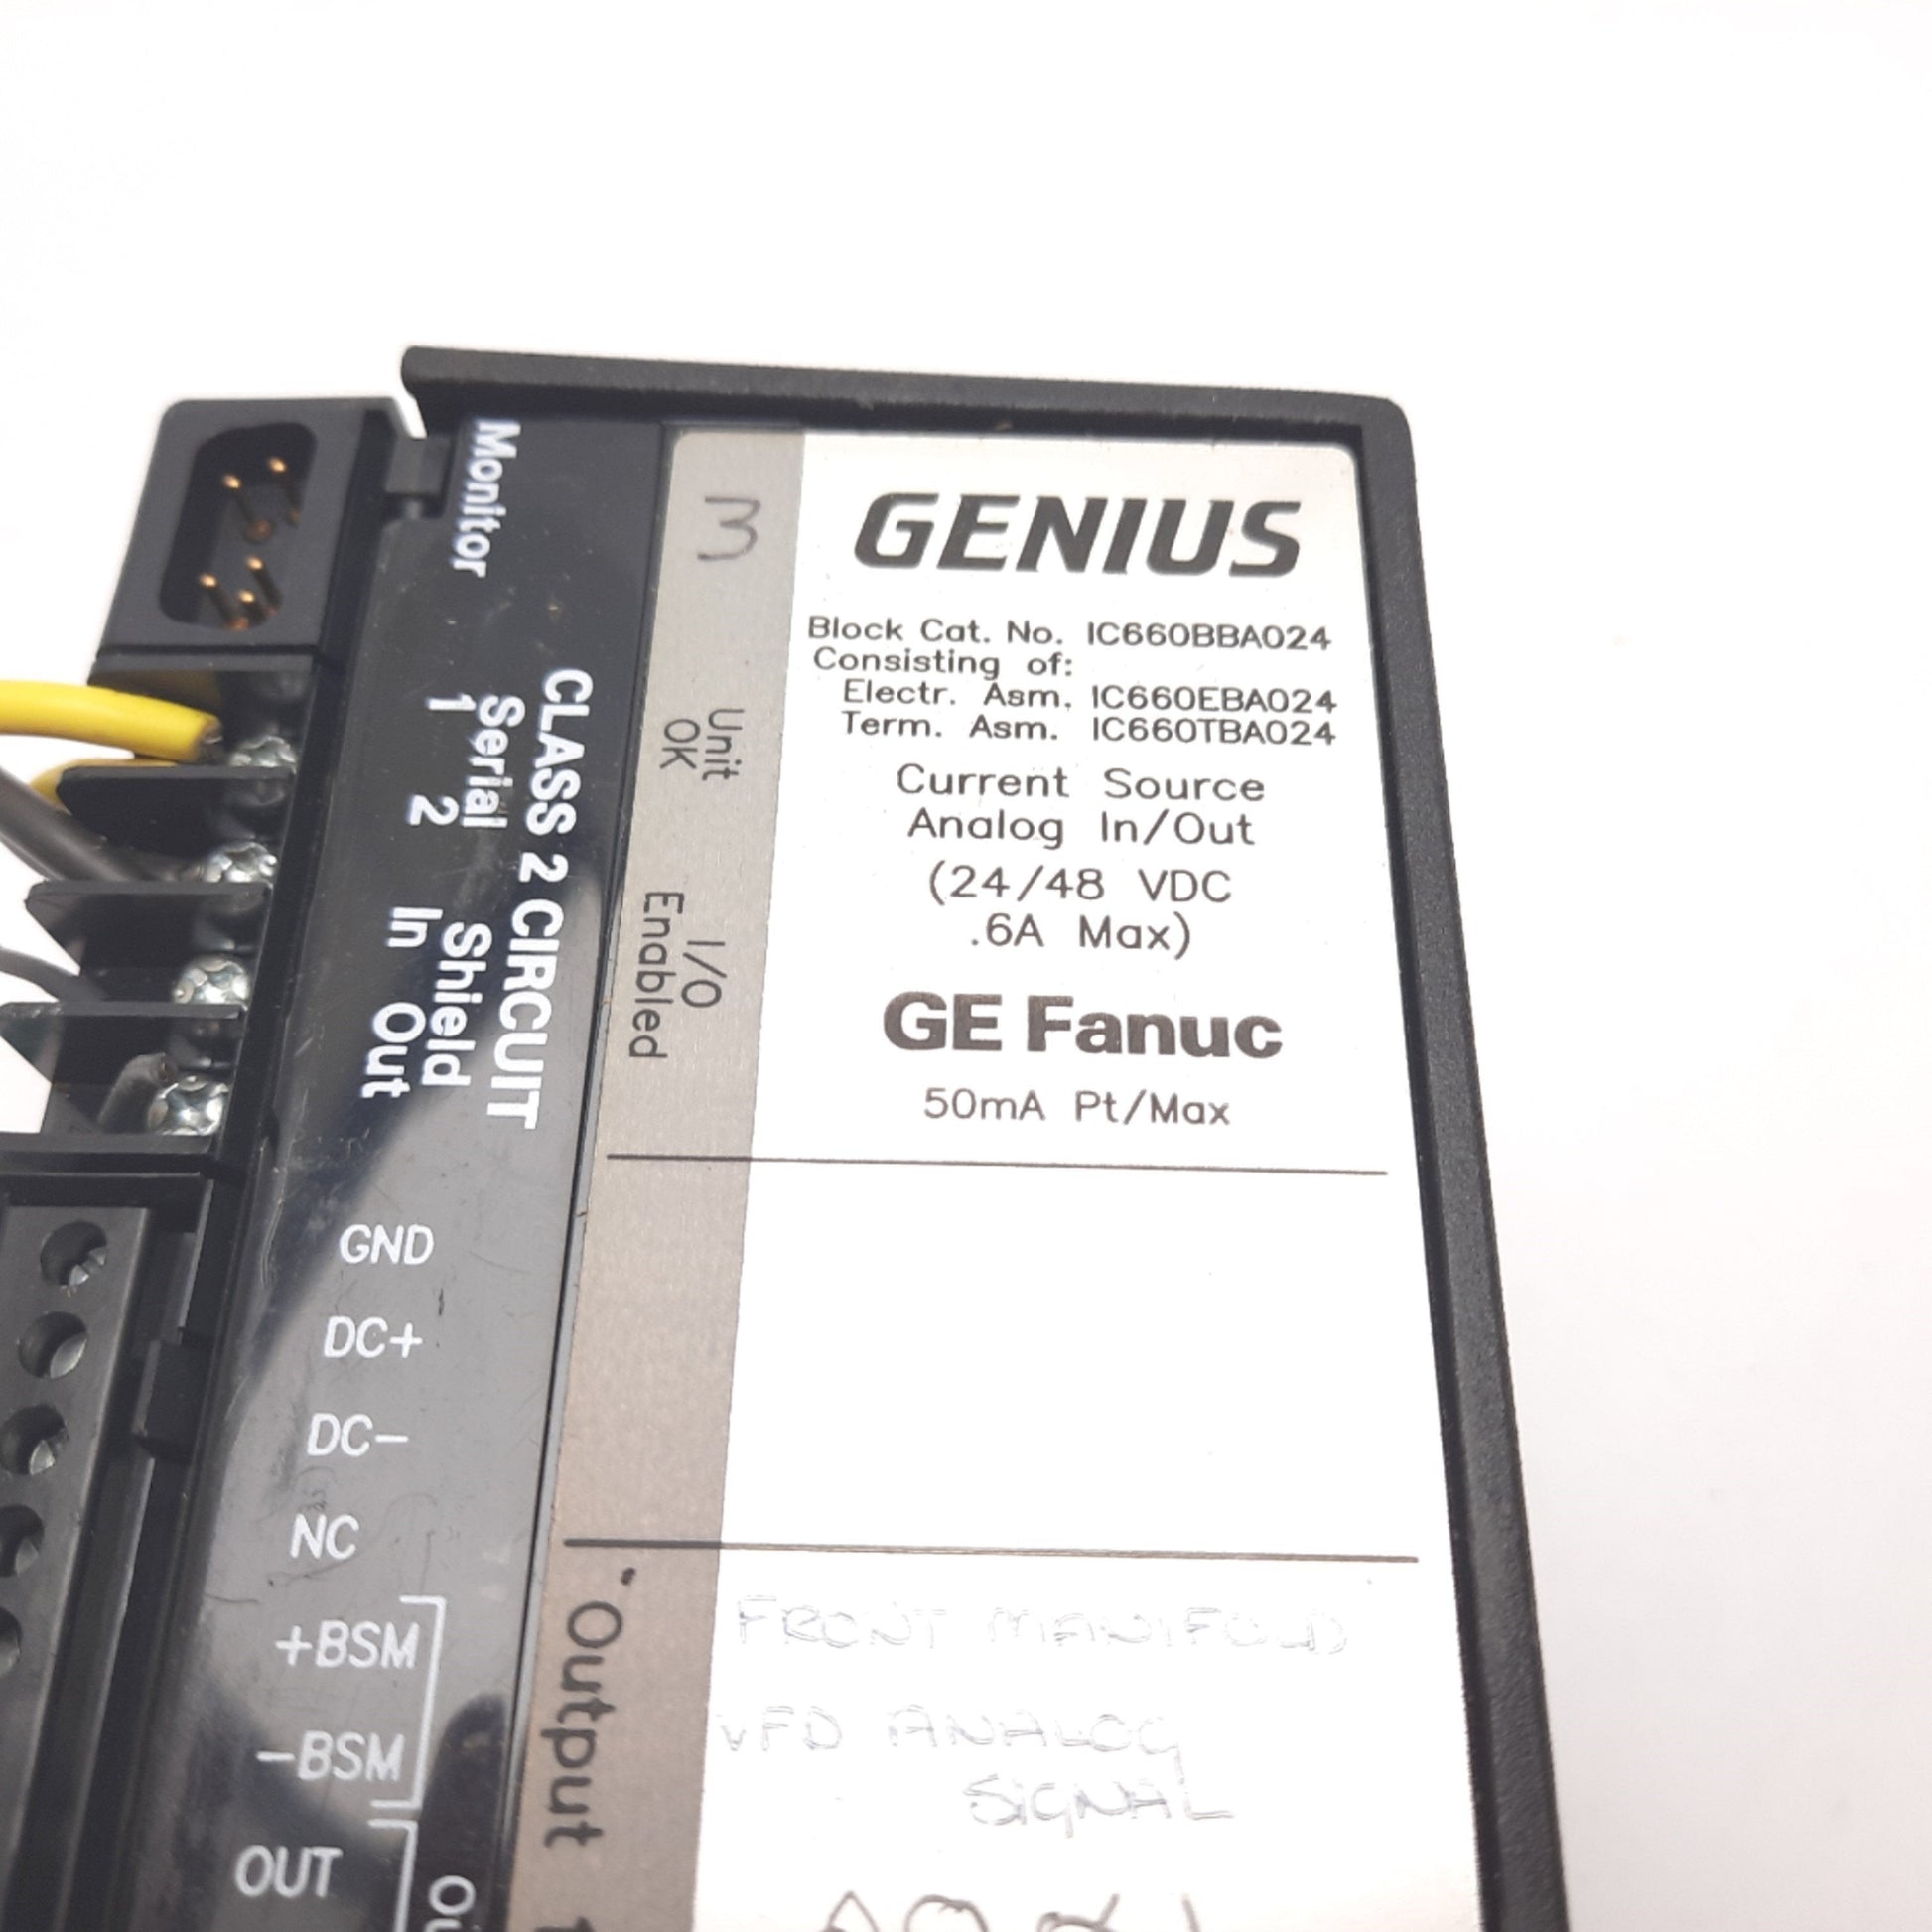 GENIUS
Block Cat. No. IC660BBA024
Consisting of:
Electr. Asm. IC660EBA024
Term. Asm. IC660TBA024
Current Source
Analog In/Out
(24/48 VDC
.6A Max)
GE Fanuc
50mA Pt/Max
FRONT MANIFOLD
VFD ANALOG
SIGNAL
3
Unit
OK
I/O
Enabled
Output 1
Monitor
CLASS 2 CIRCUIT
Serial
1 2
Shield
In Out
GND
DC+
DC−
NC
+BSM
−BSM
OUT